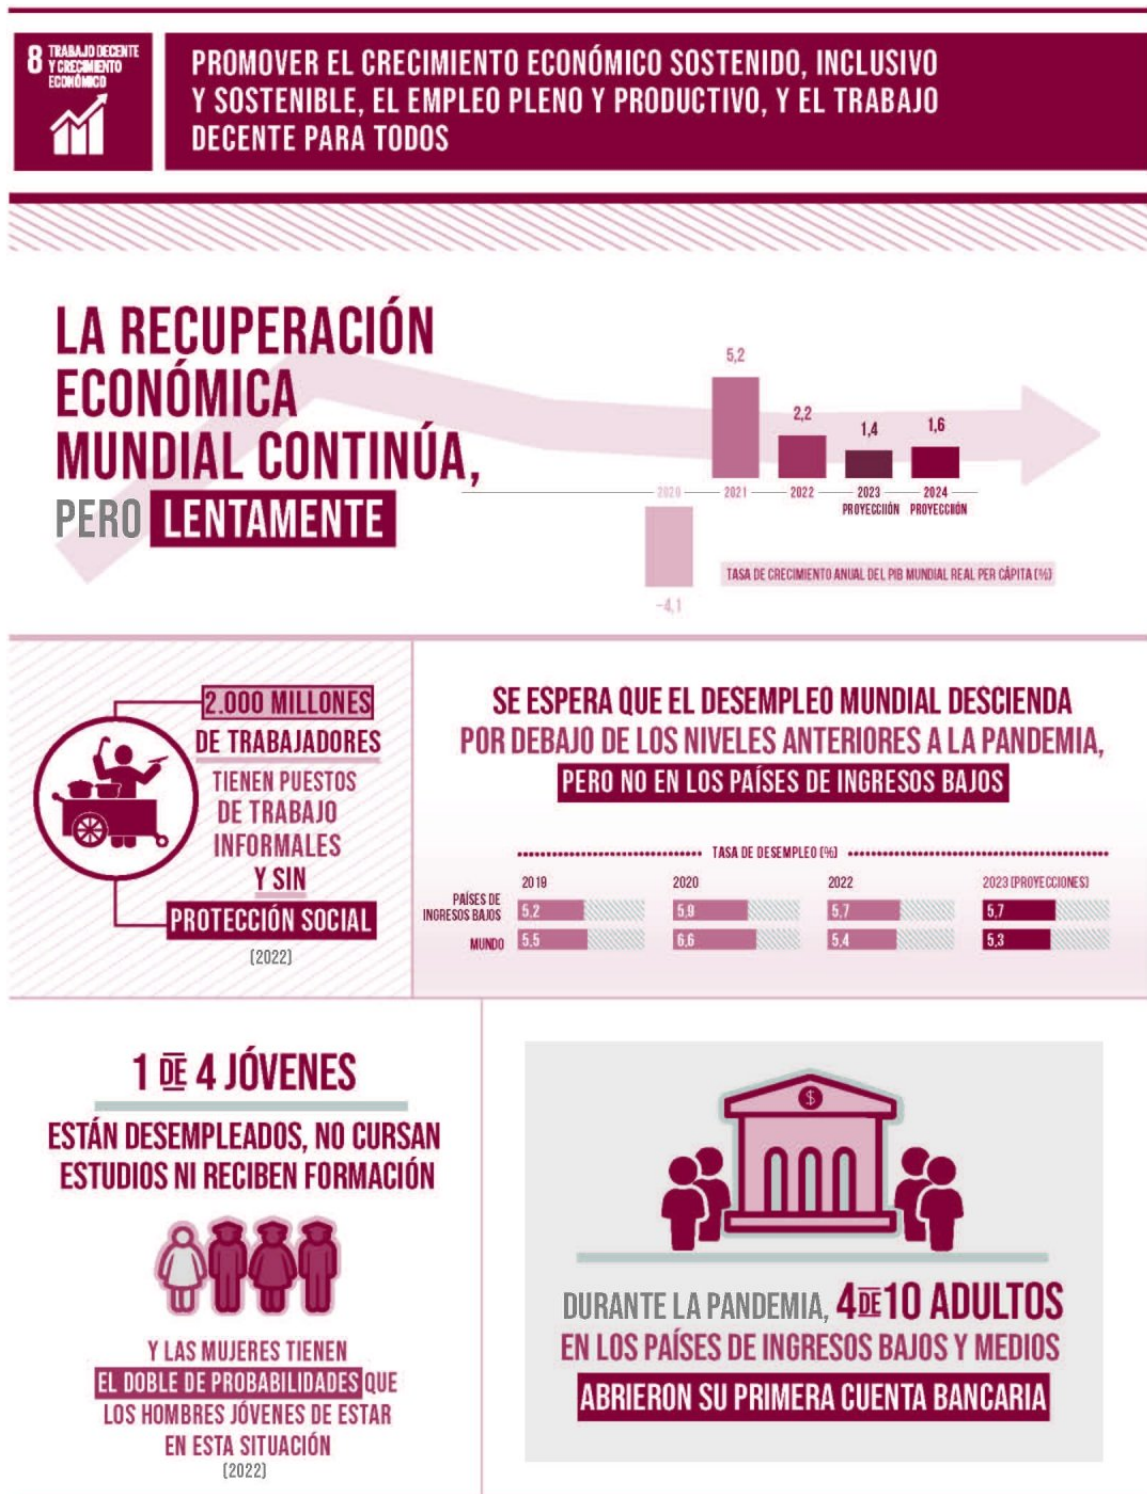 8 TRABAJO DECENTE
Y CRECIMIENTO
ECONÓMICO
PROMOVER EL CRECIMIENTO ECONÓMICO SOSTENIDO, INCLUSIVO
Y SOSTENIBLE, EL EMPLEO PLENO Y PRODUCTIVO, Y EL TRABAJO
DECENTE PARA TODOS
LA RECUPERACIÓN
ECONÓMICA
MUNDIAL CONTINÚA,
PERO LENTAMENTE
5,2
2,2
1,4
1,6
2020 2021 2022 2023 2024
PROYECCIÓN PROYECCIÓN
-4,1
TASA DE CRECIMIENTO ANUAL DEL PIB MUNDIAL REAL PER CÁPITA (%)
2.000 MILLONES
DE TRABAJADORES
TIENEN PUESTOS
DE TRABAJO
INFORMALES
Y SIN
PROTECCIÓN SOCIAL
(2022)
SE ESPERA QUE EL DESEMPLEO MUNDIAL DESCIENDA
POR DEBAJO DE LOS NIVELES ANTERIORES A LA PANDEMIA,
PERO NO EN LOS PAÍSES DE INGRESOS BAJOS
TASA DE DESEMPLEO (%)
2019 2020 2022 2023 (PROYECCIONES)
PAÍSES DE
INGRESOS BAJOS 5,2 5,9 5,7 5,7
MUNDO 5,5 6,6 5,4 5,3
1 DE 4 JÓVENES
ESTÁN DESEMPLEADOS, NO CURSAN
ESTUDIOS NI RECIBEN FORMACIÓN
Y LAS MUJERES TIENEN
EL DOBLE DE PROBABILIDADES QUE
LOS HOMBRES JÓVENES DE ESTAR
EN ESTA SITUACIÓN
(2022)
$
DURANTE LA PANDEMIA, 4 DE 10 ADULTOS
EN LOS PAÍSES DE INGRESOS BAJOS Y MEDIOS
ABRIERON SU PRIMERA CUENTA BANCARIA